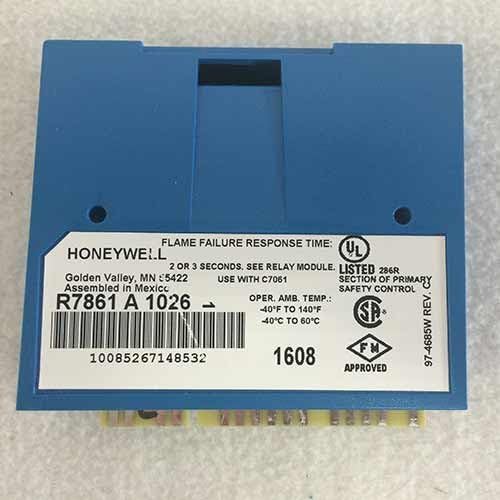 HONEYWELL
Golden Valley, MN 55422
Assembled in Mexico
R7861 A 1026
10085267148532
FLAME FAILURE RESPONSE TIME:
2 OR 3 SECONDS. SEE RELAY MODULE.
USE WITH C7061
OPER. AMB. TEMP.:
-40°F TO 140°F
-40°C TO 60°C
1608
UL
LISTED 286R
SECTION OF PRIMARY
SAFETY CONTROL
SA
FM
APPROVED
97-4685W REV. C2